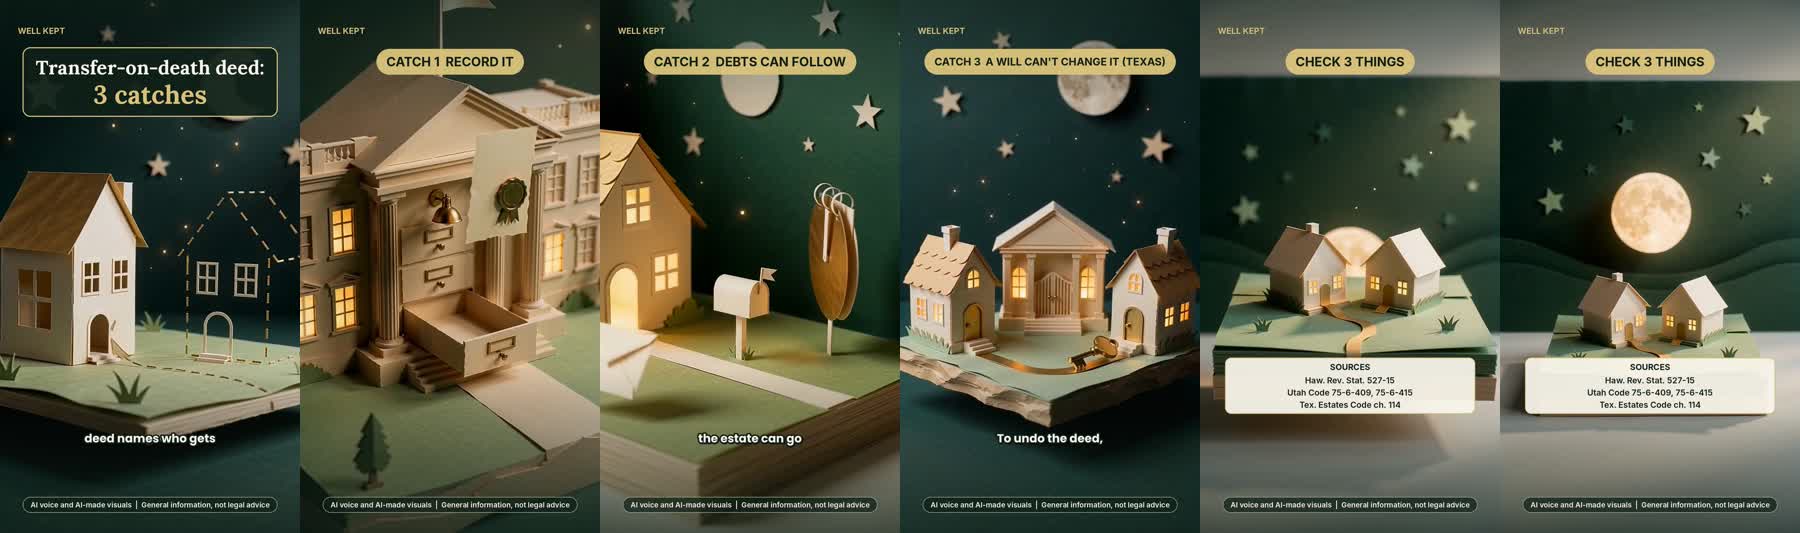 WELL KEPT
Transfer-on-death deed:
3 catches
deed names who gets
AI voice and AI-made visuals | General information, not legal advice
WELL KEPT
CATCH 1 RECORD IT
AI voice and AI-made visuals | General information, not legal advice
WELL KEPT
CATCH 2 DEBTS CAN FOLLOW
the estate can go
AI voice and AI-made visuals | General information, not legal advice
WELL KEPT
CATCH 3 A WILL CAN'T CHANGE IT (TEXAS)
To undo the deed,
AI voice and AI-made visuals | General information, not legal advice
WELL KEPT
CHECK 3 THINGS
SOURCES
Haw. Rev. Stat. 527-15
Utah Code 75-6-409, 75-6-415
Tex. Estates Code ch. 114
AI voice and AI-made visuals | General information, not legal advice
WELL KEPT
CHECK 3 THINGS
SOURCES
Haw. Rev. Stat. 527-15
Utah Code 75-6-409, 75-6-415
Tex. Estates Code ch. 114
AI voice and AI-made visuals | General information, not legal advice